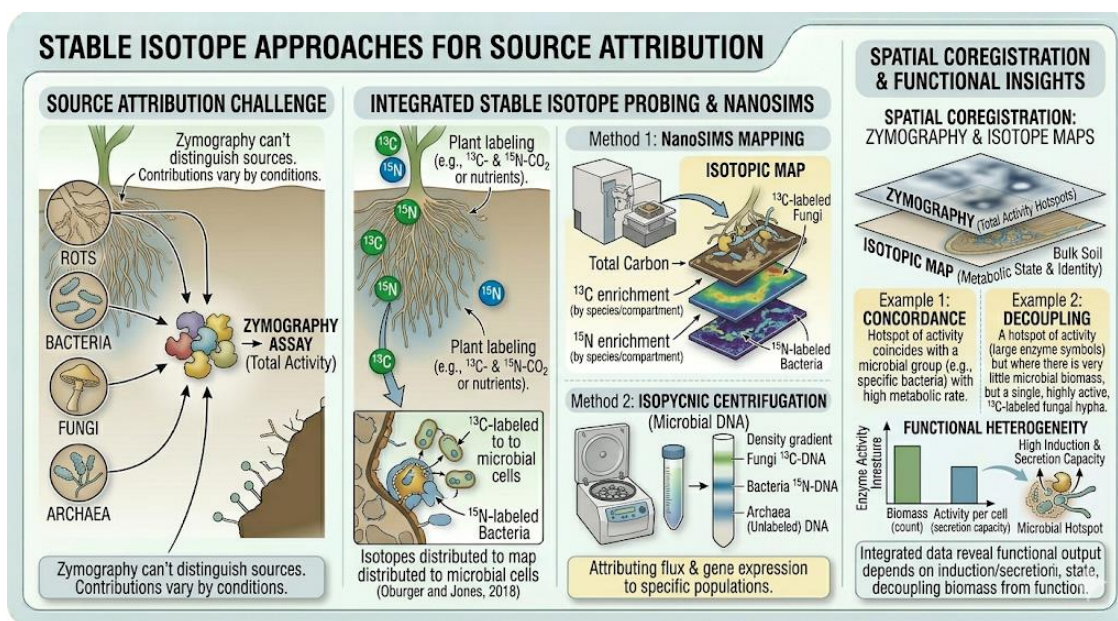 STABLE ISOTOPE APPROACHES FOR SOURCE ATTRIBUTION
SOURCE ATTRIBUTION CHALLENGE
Zymography can't
distinguish sources.
Contributions vary by conditions.
ROTS
BACTERIA
FUNGI
ARCHAEA
ZYMOGRAPHY
ASSAY
(Total Activity)
Zymography can't distinguish sources.
Contributions vary by conditions.
INTEGRATED STABLE ISOTOPE PROBING & NANOSIMS
¹³C
¹⁵N
Plant labeling
(e.g., ¹³C- & ¹⁵N-CO₂
or nutrients).
¹⁵N
¹³C
¹⁵N
¹⁵N
¹³C
Plant labeling
(e.g., ¹³C- & ¹⁵N-CO₂
or nutrients).
¹³C-labeled
to to
microbial
cells
¹⁵N-labeled
Bacteria
Isotopes distributed to map
distributed to microbial cells
(Oburger and Jones, 2018)
Method 1: NanoSIMS MAPPING
ISOTOPIC MAP
¹³C-labeled
Fungi
Total Carbon
¹³C enrichment
(by species/compartment)
¹⁵N enrichment
(by species/compartment)
¹⁵N-labeled
Bacteria
Method 2: ISOPYCNIC CENTRIFUGATION
(Microbial DNA)
Density gradient
Fungi ¹³C-DNA
Bacteria ¹⁵N-DNA
Archaea
(Unlabeled) DNA
Attributing flux & gene expression
to specific populations.
SPATIAL COREGISTRATION
& FUNCTIONAL INSIGHTS
SPATIAL COREGISTRATION:
ZYMOGRAPHY & ISOTOPE MAPS
ZYMOGRAPHY (Total Activity Hotspots)
Bulk Soil
ISOTOPIC MAP (Metabolic State & Identity)
Example 1:
CONCORDANCE
Hotspot of activity
coincides with a
microbial group (e.g.,
specific bacteria) with
high metabolic rate.
Example 2:
DECOUPLING
A hotspot of activity
(large enzyme symbols)
but where there is very
little microbial biomass,
but a single, highly active,
¹³C-labeled fungal hypha.
FUNCTIONAL HETEROGENEITY
Enzyme Activity
Inresture
Biomass
(count)
Activity per cell
(secretion capacity)
High Induction &
Secretion Capacity
Microbial Hotspot
Integrated data reveal functional output
depends on induction/secretion, state,
decoupling biomass from function.